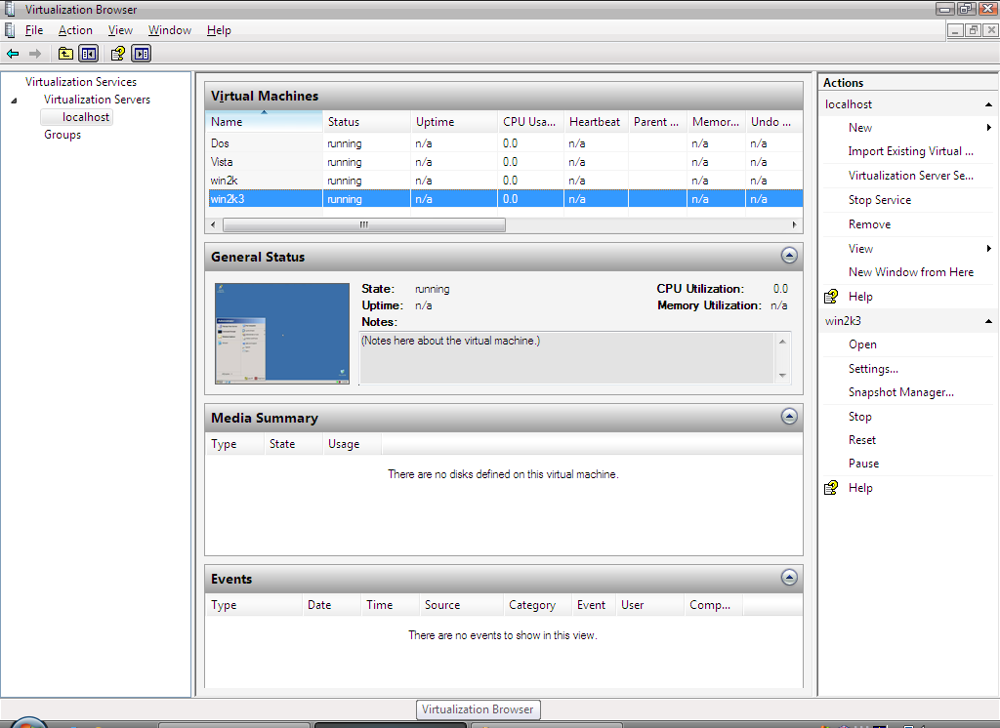 Virtualization Browser
File Action View Window Help
Virtualization Services
Virtualization Servers
localhost
Groups
Virtual Machines
Name Status Uptime CPU Usa... Heartbeat Parent ... Memor... Undo ...
Dos running n/a 0.0 n/a n/a n/a
Vista running n/a 0.0 n/a n/a n/a
win2k running n/a 0.0 n/a n/a n/a
win2k3 running n/a 0.0 n/a n/a n/a
General Status
State: running CPU Utilization: 0.0
Uptime: n/a Memory Utilization: n/a
Notes:
(Notes here about the virtual machine.)
Media Summary
Type State Usage
There are no disks defined on this virtual machine.
Events
Type Date Time Source Category Event User Comp...
There are no events to show in this view.
Actions
localhost
New
Import Existing Virtual ...
Virtualization Server Se...
Stop Service
Remove
View
New Window from Here
Help
win2k3
Open
Settings...
Snapshot Manager...
Stop
Reset
Pause
Help
Virtualization Browser